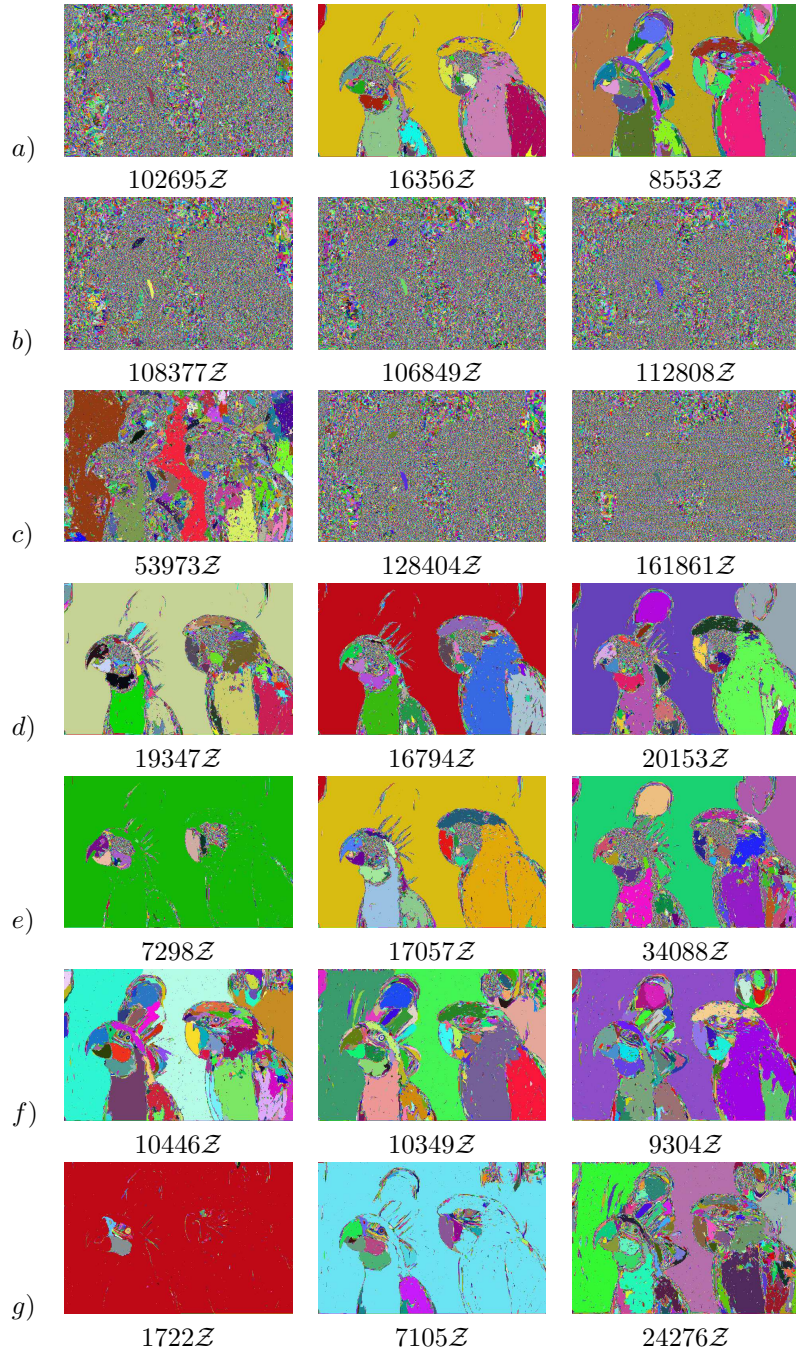 a)
102695𝒵 16356𝒵 8553𝒵
b)
108377𝒵 106849𝒵 112808𝒵
c)
53973𝒵 128404𝒵 161861𝒵
d)
19347𝒵 16794𝒵 20153𝒵
e)
7298𝒵 17057𝒵 34088𝒵
f)
10446𝒵 10349𝒵 9304𝒵
g)
1722𝒵 7105𝒵 24276𝒵